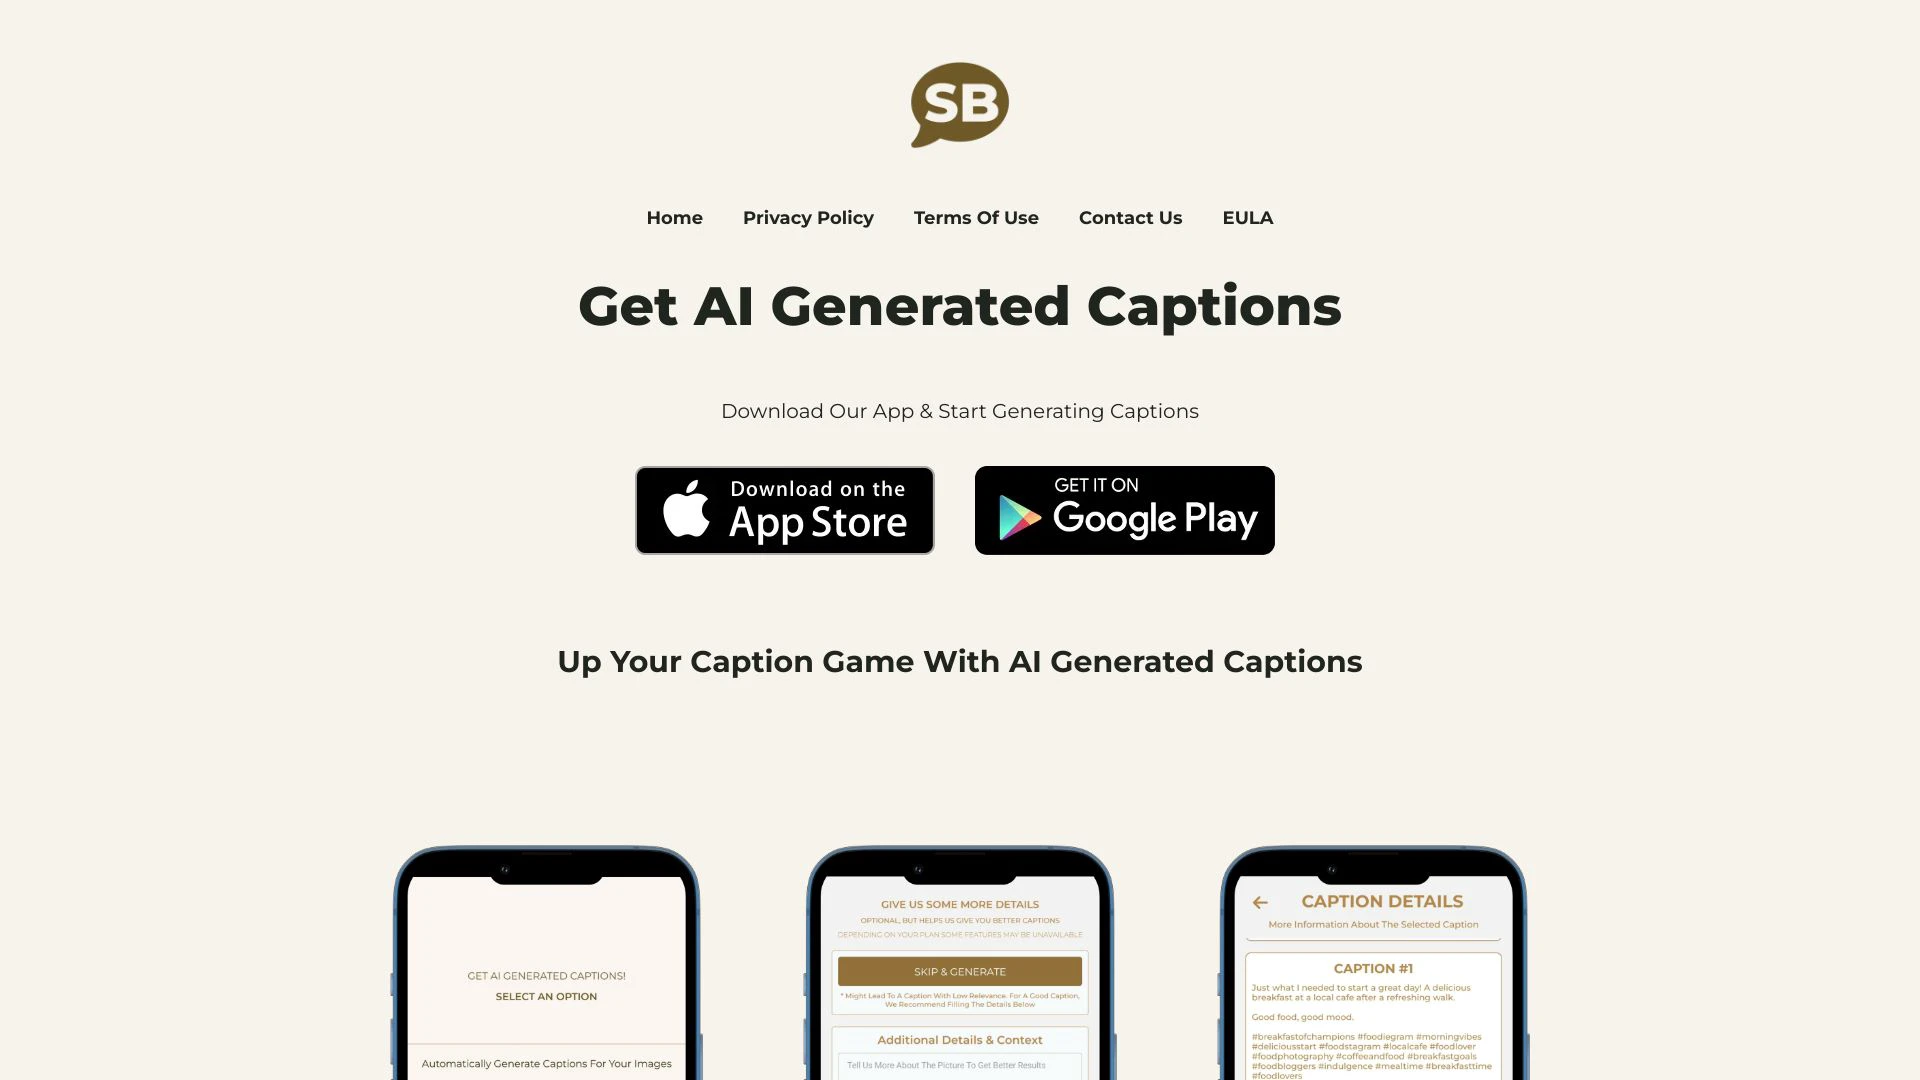 SB
Home Privacy Policy Terms Of Use Contact Us EULA
Get AI Generated Captions
Download Our App & Start Generating Captions
Download on the
App Store
GET IT ON
Google Play
Up Your Caption Game With AI Generated Captions
GET AI GENERATED CAPTIONS!
SELECT AN OPTION
Automatically Generate Captions For Your Images
GIVE US SOME MORE DETAILS
OPTIONAL, BUT HELPS US GIVE YOU BETTER CAPTIONS
DEPENDING ON YOUR PLAN SOME FEATURES MAY BE UNAVAILABLE
SKIP & GENERATE
* Might Lead To A Caption With Low Relevance. For A Good Caption,
We Recommend Filling The Details Below
Additional Details & Context
Tell Us More About The Picture To Get Better Results
CAPTION DETAILS
More Information About The Selected Caption
CAPTION #1
Just what I needed to start a great day! A delicious
breakfast at a local cafe after a refreshing walk.
Good food, good mood.
#breakfastofchampions #foodiegram #morningvibes
#deliciousstart #foodstagram #localcafe #foodlover
#foodphotography #coffeeandfood #breakfastgoals
#foodbloggers #indulgence #mealtime #breakfasttime
#foodlovers